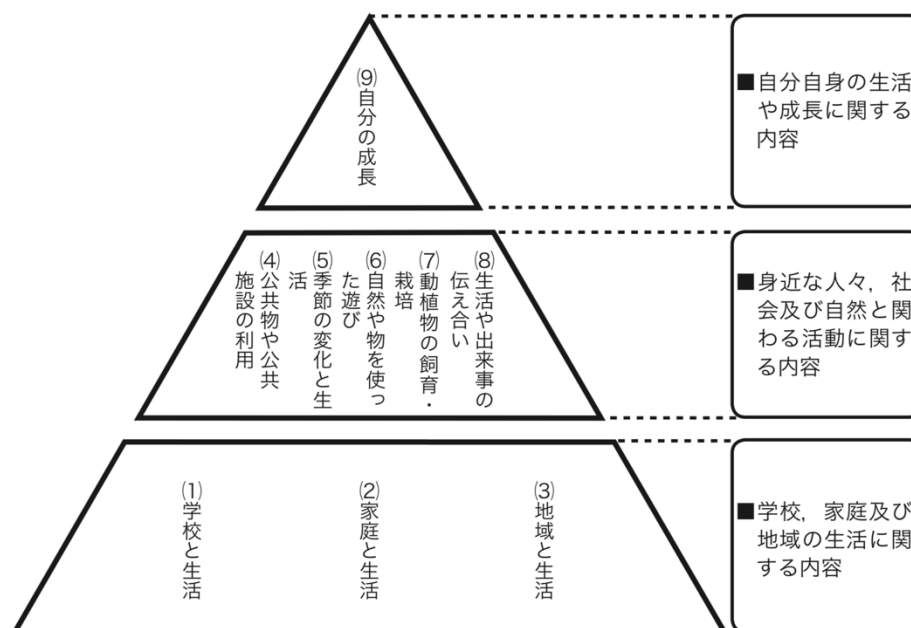 ⑼自分の成長
■自分自身の生活
や成長に関する
内容
⑷公共物や公共
施設の利用
⑸季節の変化と生
活
⑹自然や物を使っ
た遊び
⑺動植物の飼育・
栽培
⑻生活や出来事の
伝え合い
■身近な人々，社
会及び自然と関
わる活動に関す
る内容
⑴学校と生活
⑵家庭と生活
⑶地域と生活
■学校，家庭及び
地域の生活に関
する内容